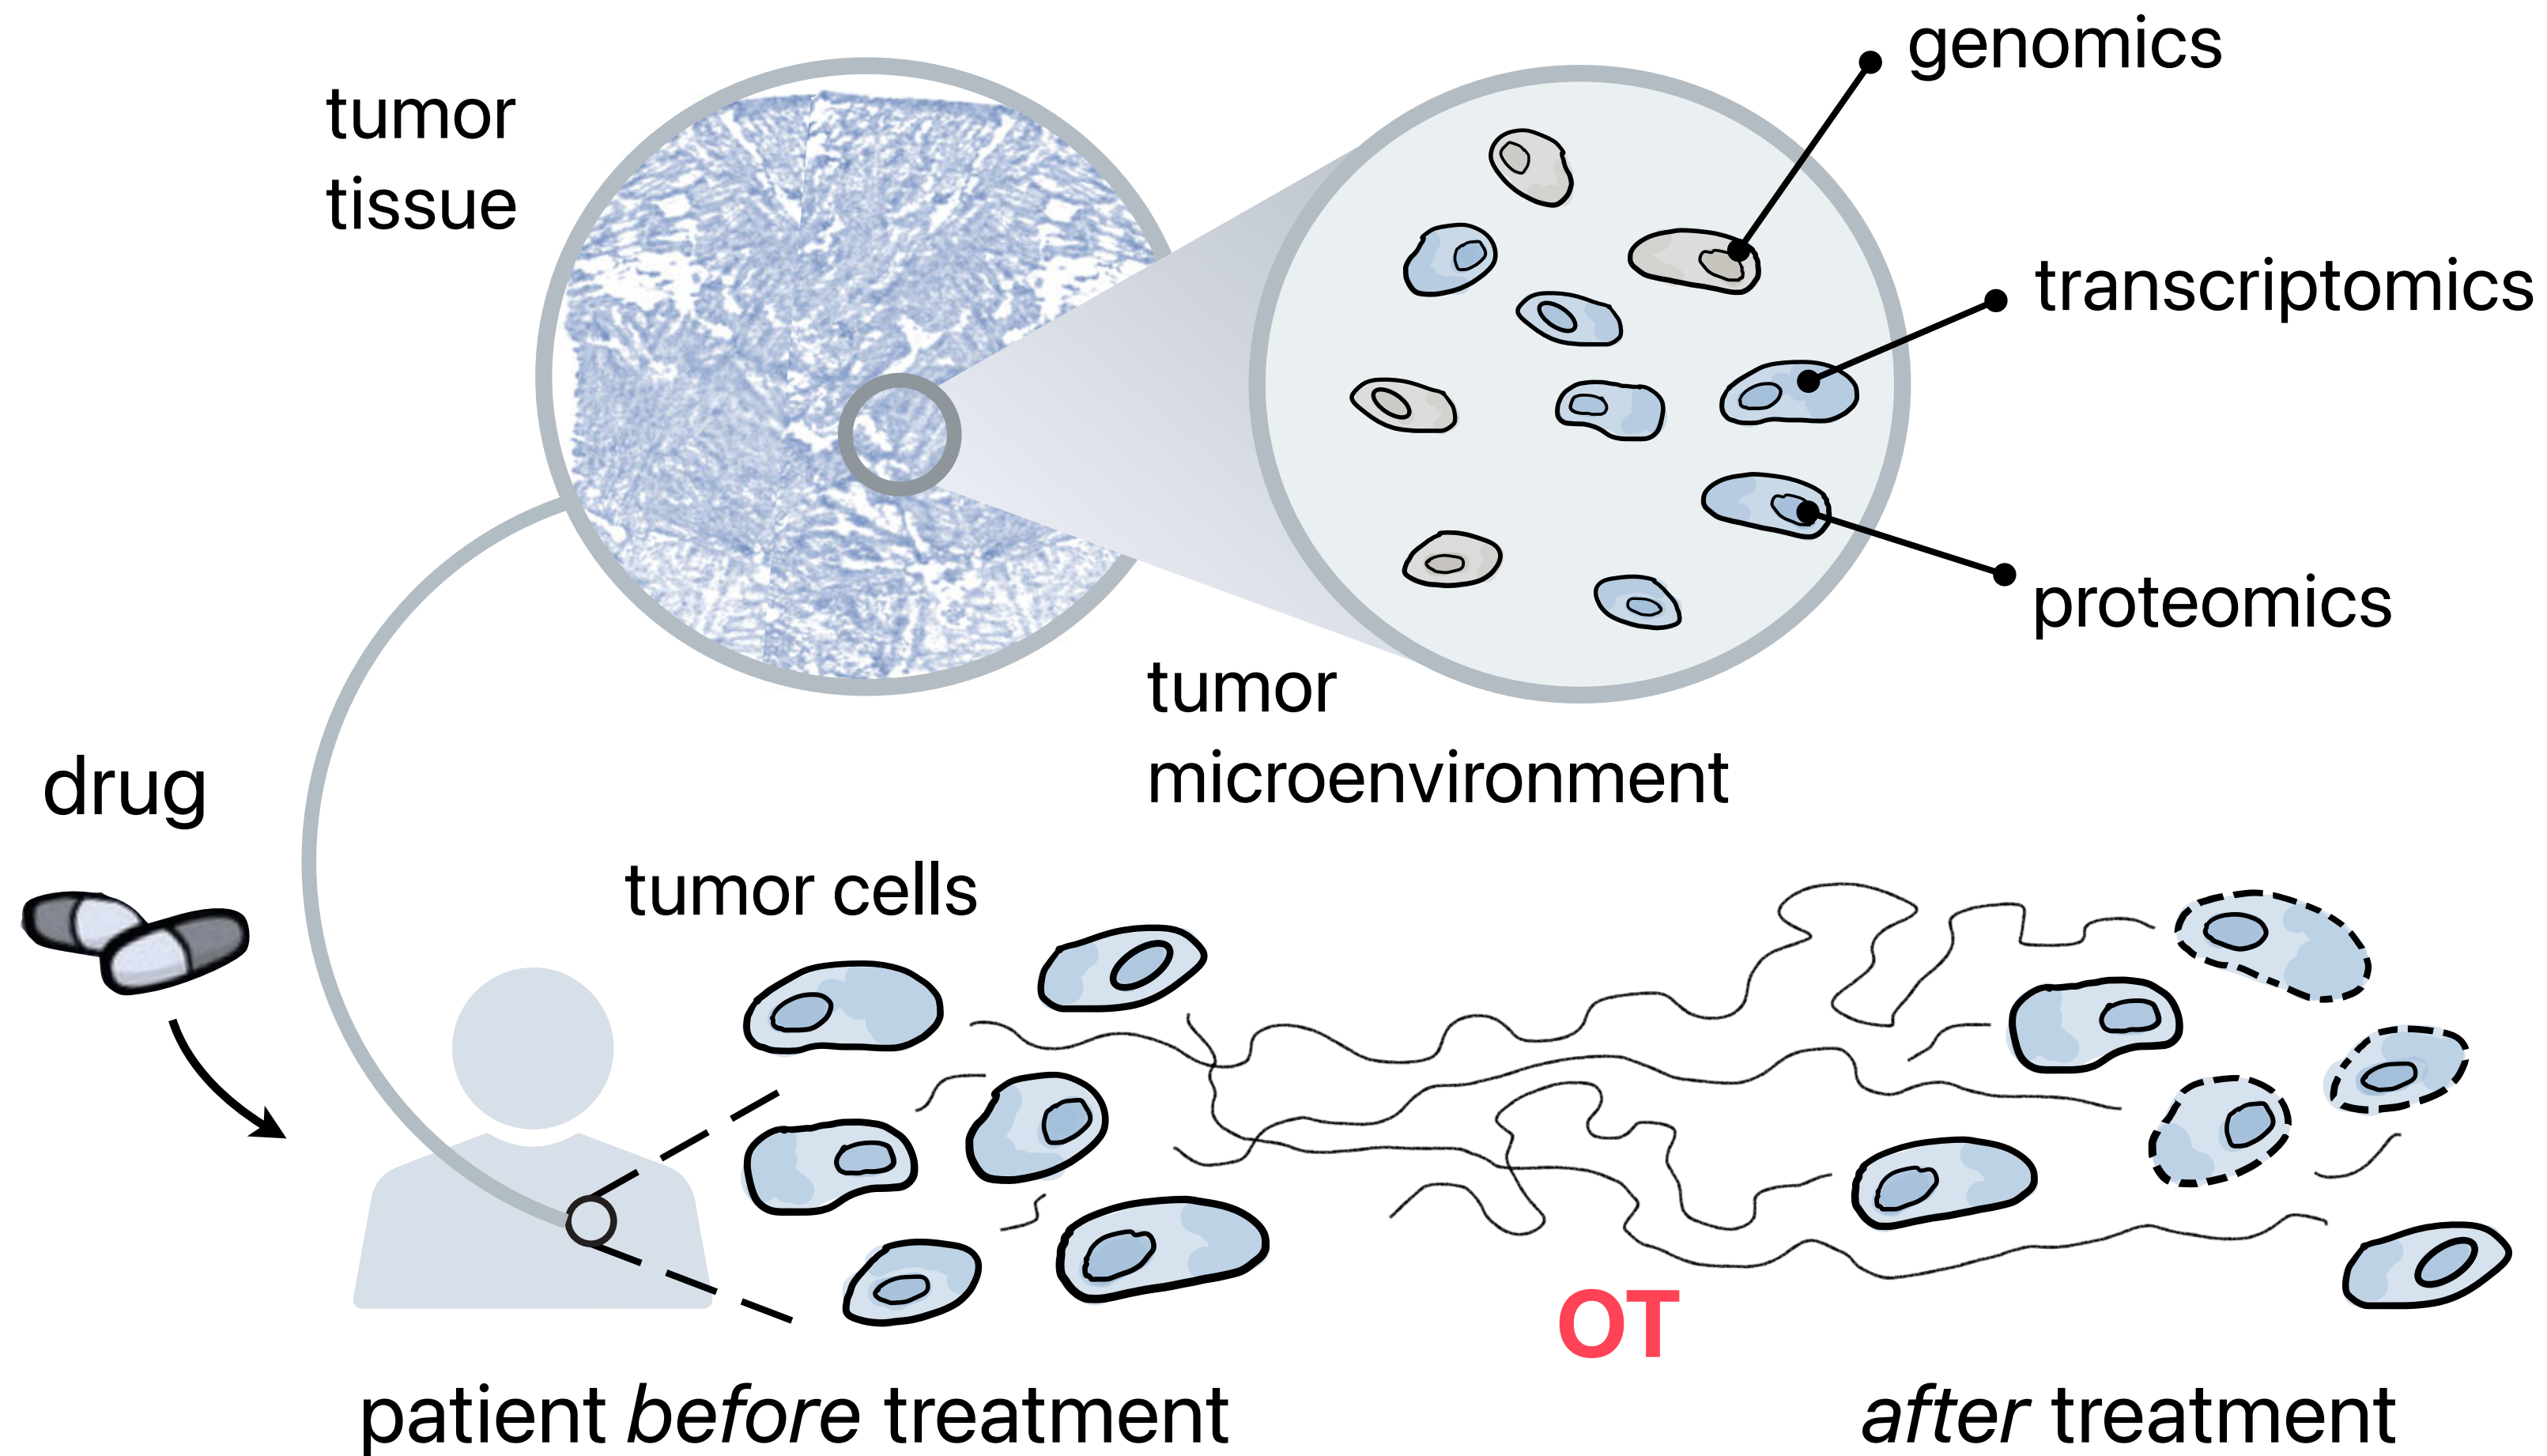 genomics
tumor
tissue
transcriptomics
proteomics
tumor
microenvironment
drug
tumor cells
OT
patient before treatment
after treatment